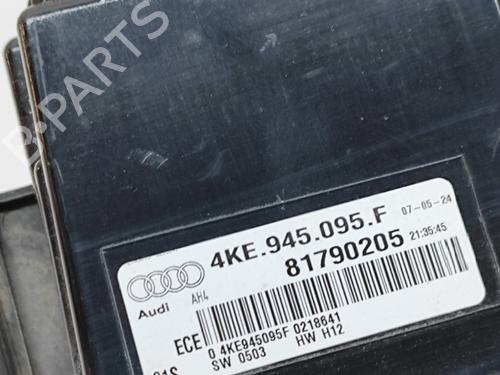 B-PARTS
4KE.945.095.F 07-05-24
81790205 21:35:45
Audi AH4
ECE
0 4KE945095F 0218641
SW 0503 HW H12